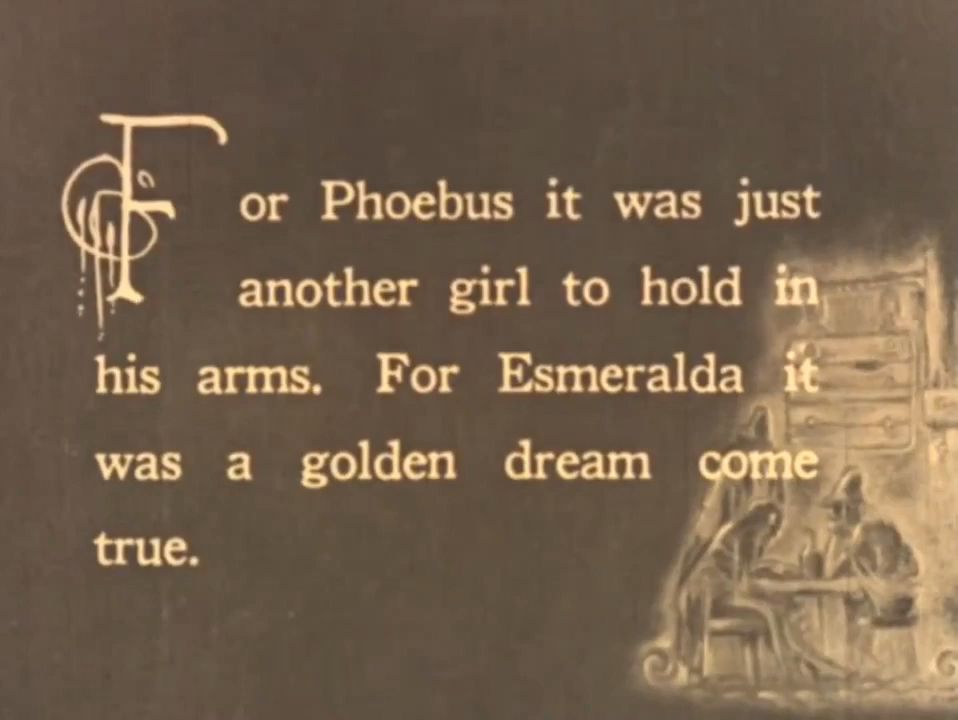 For Phoebus it was just
another girl to hold in
his arms. For Esmeralda it
was a golden dream come
true.